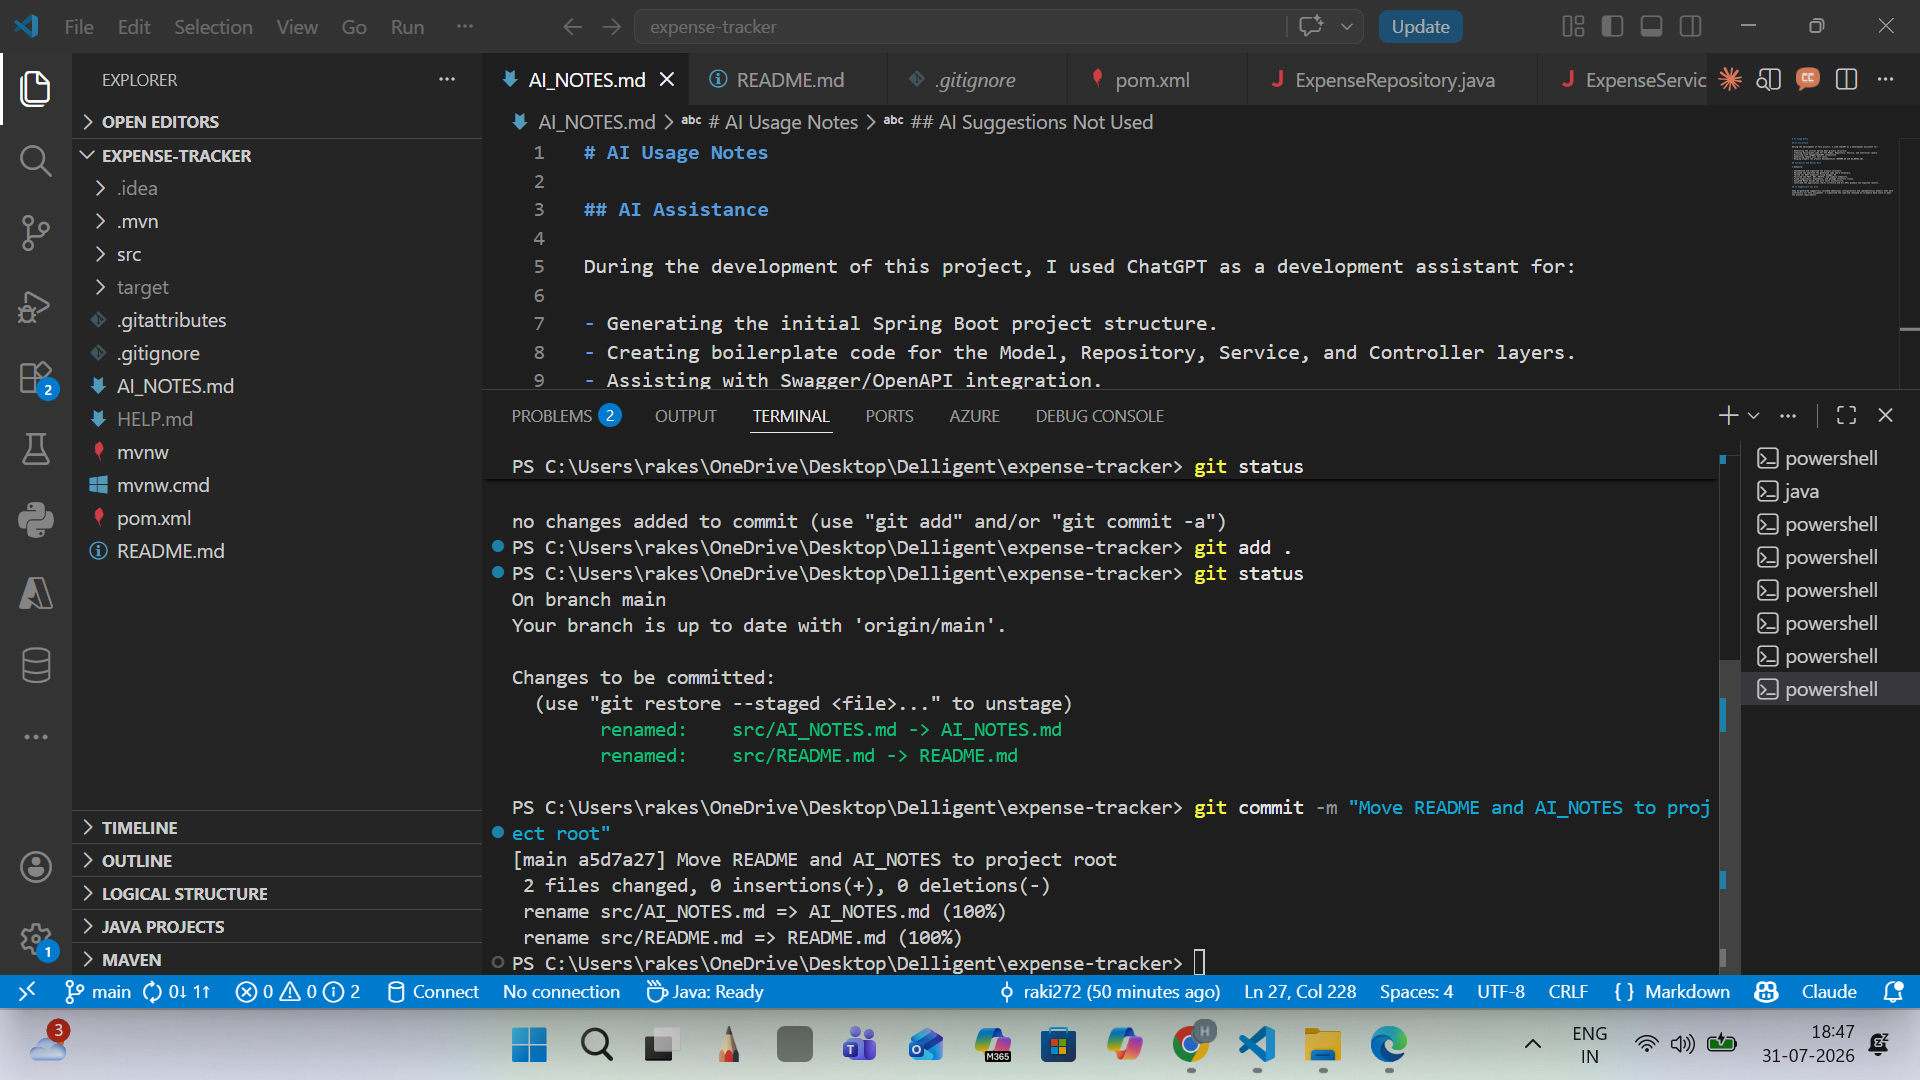 File Edit Selection View Go Run ···
expense-tracker
Update
EXPLORER
OPEN EDITORS
EXPENSE-TRACKER
.idea
.mvn
src
target
.gitattributes
.gitignore
AI_NOTES.md
HELP.md
mvnw
mvnw.cmd
pom.xml
README.md
TIMELINE
OUTLINE
LOGICAL STRUCTURE
JAVA PROJECTS
MAVEN
2
1
AI_NOTES.md README.md .gitignore pom.xml ExpenseRepository.java ExpenseServic
CC
AI_NOTES.md > abc # AI Usage Notes > abc ## AI Suggestions Not Used
1 # AI Usage Notes
2
3 ## AI Assistance
4
5 During the development of this project, I used ChatGPT as a development assistant for:
6
7 - Generating the initial Spring Boot project structure.
8 - Creating boilerplate code for the Model, Repository, Service, and Controller layers.
9 - Assisting with Swagger/OpenAPI integration.
PROBLEMS 2 OUTPUT TERMINAL PORTS AZURE DEBUG CONSOLE
PS C:\Users\rakes\OneDrive\Desktop\Delligent\expense-tracker> git status
no changes added to commit (use "git add" and/or "git commit -a")
PS C:\Users\rakes\OneDrive\Desktop\Delligent\expense-tracker> git add .
PS C:\Users\rakes\OneDrive\Desktop\Delligent\expense-tracker> git status
On branch main
Your branch is up to date with 'origin/main'.
Changes to be committed:
(use "git restore --staged <file>..." to unstage)
renamed: src/AI_NOTES.md -> AI_NOTES.md
renamed: src/README.md -> README.md
PS C:\Users\rakes\OneDrive\Desktop\Delligent\expense-tracker> git commit -m "Move README and AI_NOTES to proj
ect root"
[main a5d7a27] Move README and AI_NOTES to project root
2 files changed, 0 insertions(+), 0 deletions(-)
rename src/AI_NOTES.md => AI_NOTES.md (100%)
rename src/README.md => README.md (100%)
PS C:\Users\rakes\OneDrive\Desktop\Delligent\expense-tracker>
powershell
java
powershell
powershell
powershell
powershell
powershell
powershell
main 0↓ 1↑ 0 0 2 Connect No connection Java: Ready raki272 (50 minutes ago) Ln 27, Col 228 Spaces: 4 UTF-8 CRLF { } Markdown Claude
3
M365
H
ENG
IN
18:47
31-07-2026